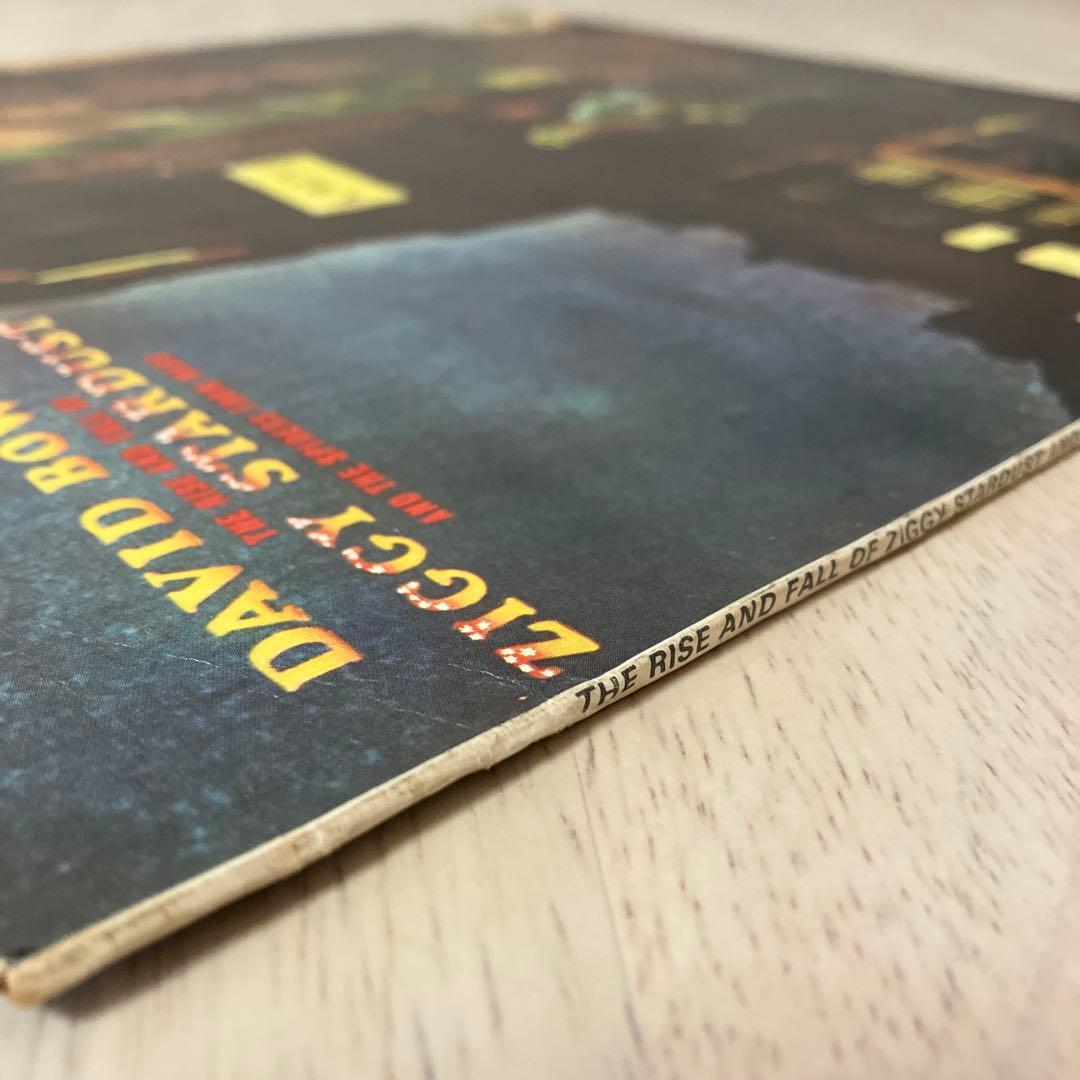 DAVID BOW
THE RISE AND FALL OF
ZIGGY STARDUST
AND THE SPIDERS FROM MARS
THE RISE AND FALL OF ZIGGY STARDUST AND